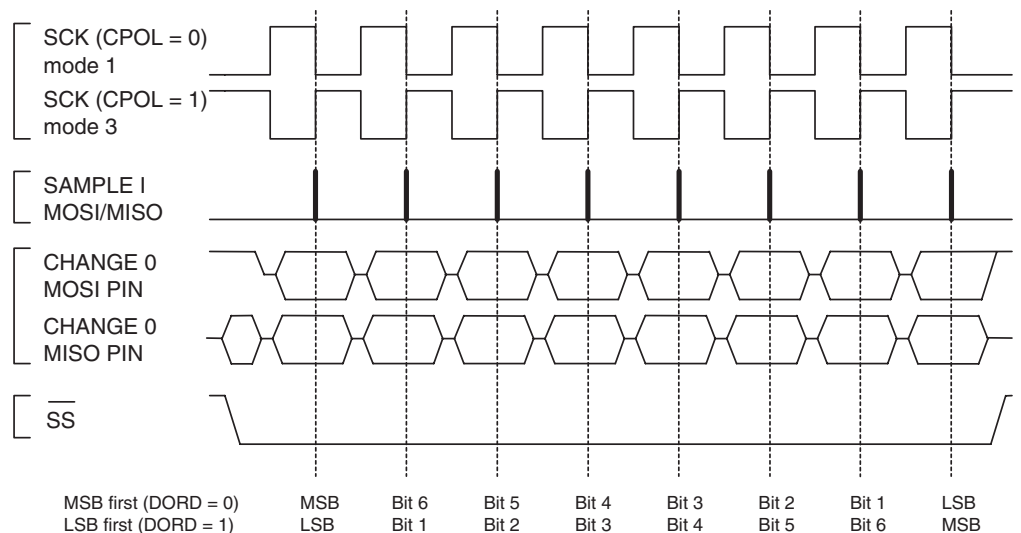 SCK (CPOL = 0)
mode 1
SCK (CPOL = 1)
mode 3
SAMPLE I
MOSI/MISO
CHANGE 0
MOSI PIN
CHANGE 0
MISO PIN
SS
MSB first (DORD = 0) MSB Bit 6 Bit 5 Bit 4 Bit 3 Bit 2 Bit 1 LSB
LSB first (DORD = 1) LSB Bit 1 Bit 2 Bit 3 Bit 4 Bit 5 Bit 6 MSB